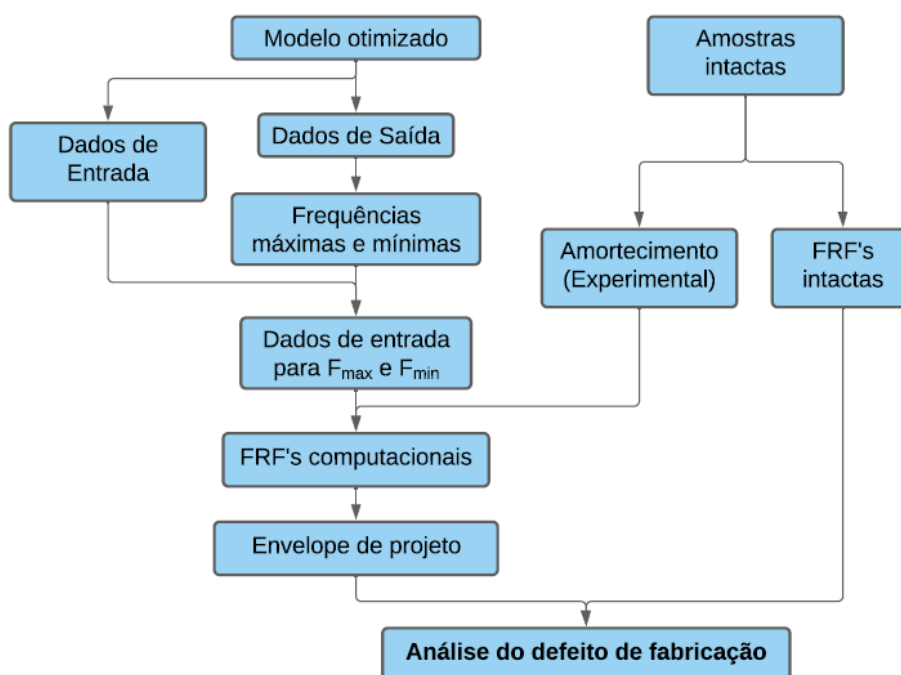 Modelo otimizado
Amostras
intactas
Dados de
Entrada
Dados de Saída
Frequências
máximas e mínimas
Amortecimento
(Experimental)
FRF's
intactas
Dados de entrada
para Fmax e Fmin
FRF's computacionais
Envelope de projeto
Análise do defeito de fabricação